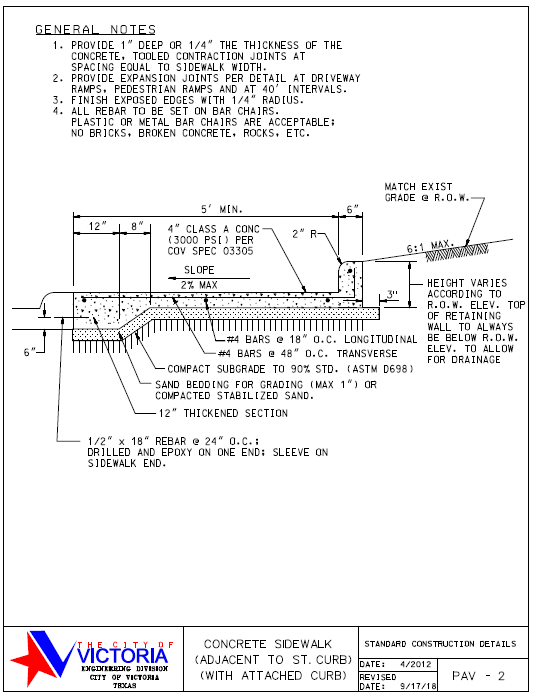 GENERAL NOTES
1. PROVIDE 1" DEEP OR 1/4" THE THICKNESS OF THE
CONCRETE, TOOLED CONTRACTION JOINTS AT
SPACING EQUAL TO SIDEWALK WIDTH.
2. PROVIDE EXPANSION JOINTS PER DETAIL AT DRIVEWAY
RAMPS, PEDESTRIAN RAMPS AND AT 40' INTERVALS.
3. FINISH EXPOSED EDGES WITH 1/4" RADIUS.
4. ALL REBAR TO BE SET ON BAR CHAIRS.
PLASTIC OR METAL BAR CHAIRS ARE ACCEPTABLE;
NO BRICKS, BROKEN CONCRETE, ROCKS, ETC.
MATCH EXIST
GRADE @ R.O.W.
5' MIN.
6"
12"
8"
4" CLASS A CONC
(3000 PSI) PER
COV SPEC 03305
2" R
6:1 MAX.
SLOPE
2% MAX
3"
HEIGHT VARIES
ACCORDING TO
R.O.W. ELEV. TOP
OF RETAINING
WALL TO ALWAYS
BE BELOW R.O.W.
ELEV. TO ALLOW
FOR DRAINAGE
6"
#4 BARS @ 18" O.C. LONGITUDINAL
#4 BARS @ 48" O.C. TRANSVERSE
COMPACT SUBGRADE TO 90% STD. (ASTM D698)
SAND BEDDING FOR GRADING (MAX 1") OR
COMPACTED STABILIZED SAND.
12" THICKENED SECTION
1/2" x 18" REBAR @ 24" O.C.;
DRILLED AND EPOXY ON ONE END; SLEEVE ON
SIDEWALK END.
THE CITY OF
VICTORIA
ENGINEERING DIVISION
CITY OF VICTORIA
TEXAS
CONCRETE SIDEWALK
(ADJACENT TO ST. CURB)
(WITH ATTACHED CURB)
STANDARD CONSTRUCTION DETAILS
DATE: 4/2012
REVISED
DATE: 9/17/18
PAV - 2